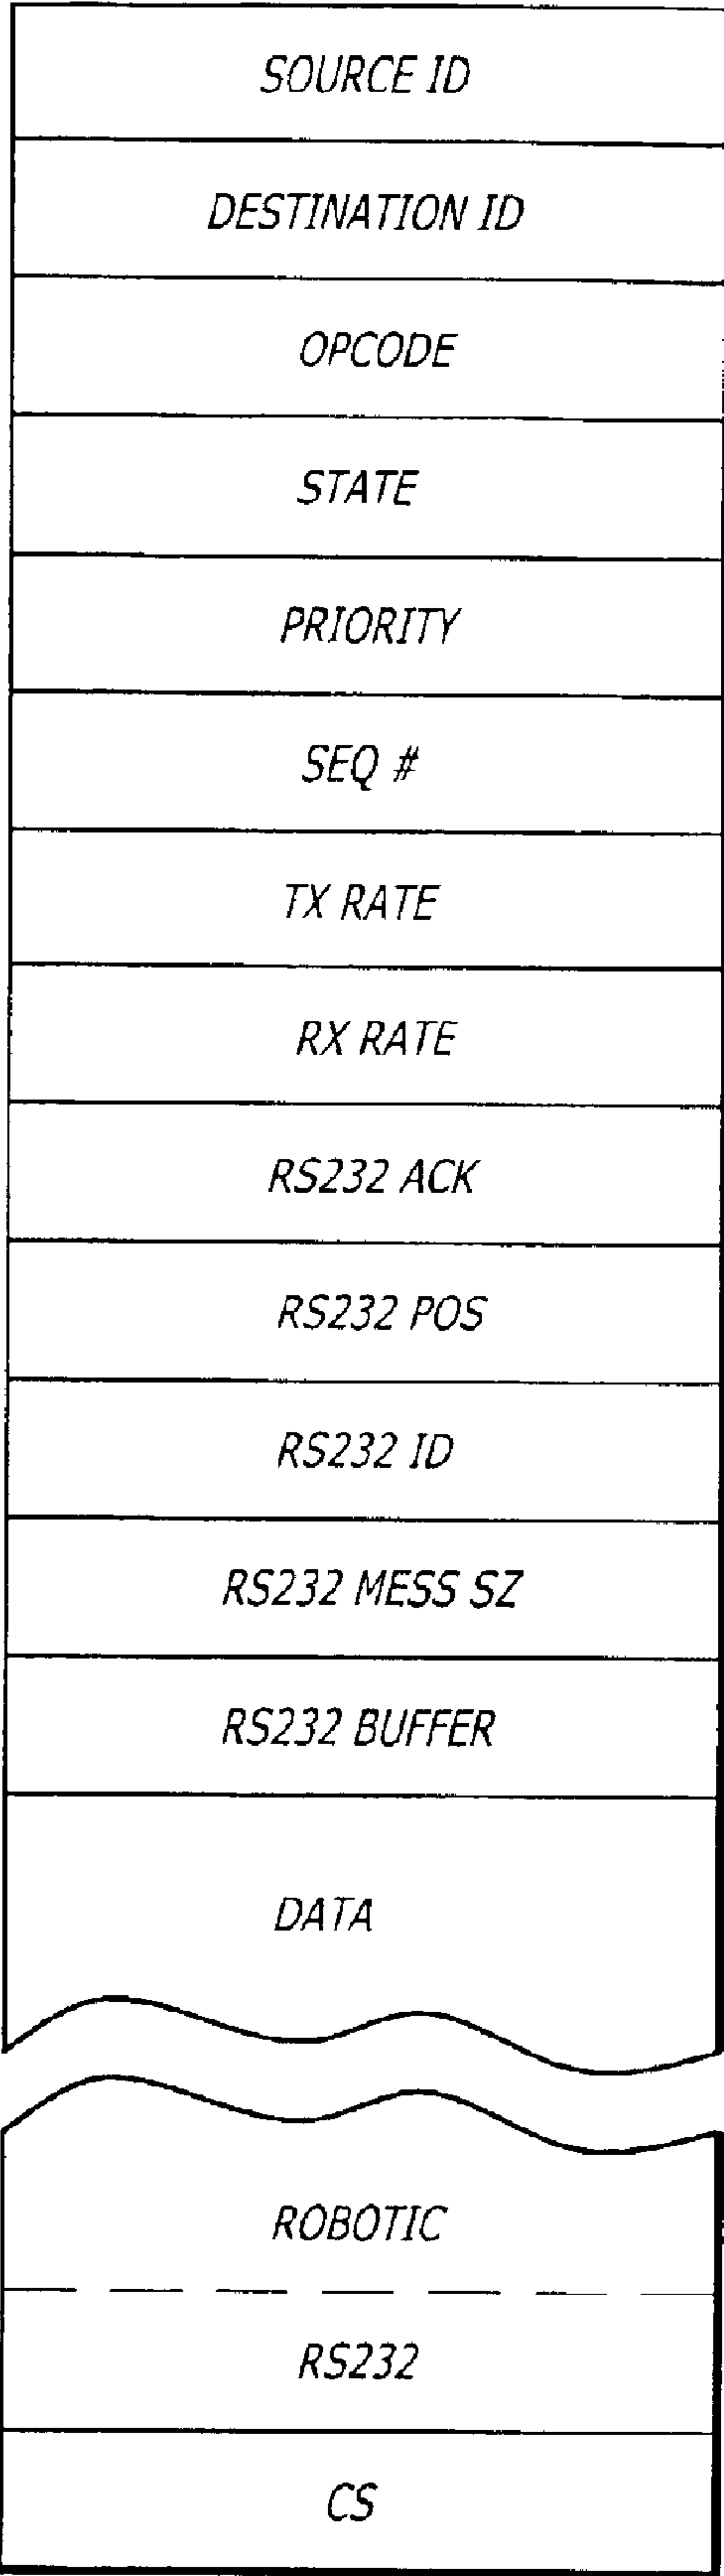 SOURCE ID
DESTINATION ID
OPCODE
STATE
PRIORITY
SEQ #
TX RATE
RX RATE
RS232 ACK
RS232 POS
RS232 ID
RS232 MESS SZ
RS232 BUFFER
DATA
ROBOTIC
RS232
CS